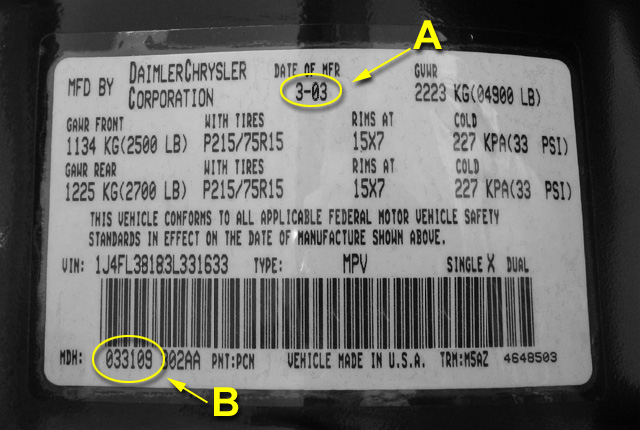 A
MFD BY DAIMLERCHRYSLER CORPORATION
DATE OF MFR
3-03
GVWR
2223 KG(04900 LB)
GAWR FRONT WITH TIRES RIMS AT COLD
1134 KG(2500 LB) P215/75R15 15X7 227 KPA(33 PSI)
GAWR REAR WITH TIRES RIMS AT COLD
1225 KG(2700 LB) P215/75R15 15X7 227 KPA(33 PSI)
THIS VEHICLE CONFORMS TO ALL APPLICABLE FEDERAL MOTOR VEHICLE SAFETY
STANDARDS IN EFFECT ON THE DATE OF MANUFACTURE SHOWN ABOVE.
VIN: 1J4FL38183L331633 TYPE: MPV SINGLE X DUAL
MDH: 033109 002AA PNT:PCN VEHICLE MADE IN U.S.A. TRM:M5AZ 4648503
B